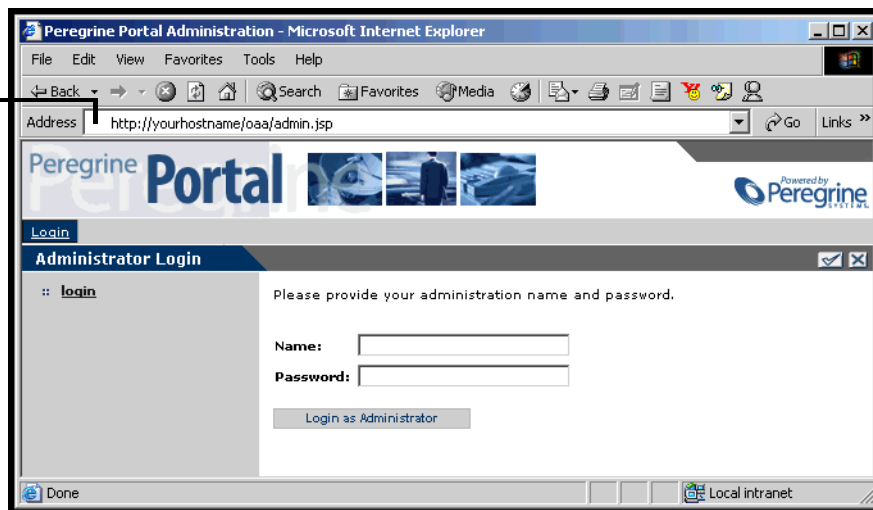 Peregrine Portal Administration - Microsoft Internet Explorer
File Edit View Favorites Tools Help
Back Search Favorites Media
Address http://yourhostname/oaa/admin.jsp Go Links »
Peregrine Portal
Powered by
Peregrine
SYSTEMS
Login
Administrator Login
:: login
Please provide your administration name and password.
Name:
Password:
Login as Administrator
Done Local intranet